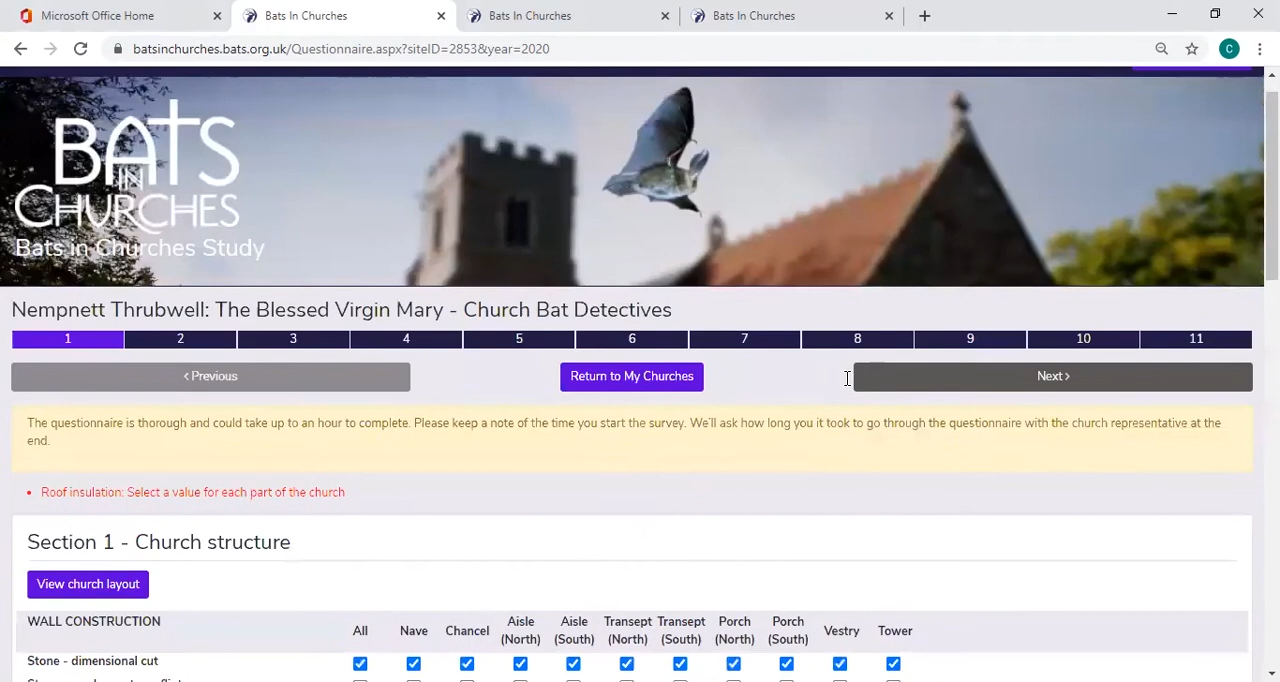 Microsoft Office Home
Bats In Churches
Bats In Churches
Bats In Churches
batsinchurches.bats.org.uk/Questionnaire.aspx?siteID=2853&year=2020
C
BATS
IN
CHURCHES
Bats in Churches Study
Nempnett Thrubwell: The Blessed Virgin Mary - Church Bat Detectives
1 2 3 4 5 6 7 8 9 10 11
< Previous
Return to My Churches
Next >
The questionnaire is thorough and could take up to an hour to complete. Please keep a note of the time you start the survey. We'll ask how long you it took to go through the questionnaire with the church representative at the
end.
• Roof insulation: Select a value for each part of the church
Section 1 - Church structure
View church layout
WALL CONSTRUCTION All Nave Chancel Aisle (North) Aisle (South) Transept (North) Transept (South) Porch (North) Porch (South) Vestry Tower
Stone - dimensional cut